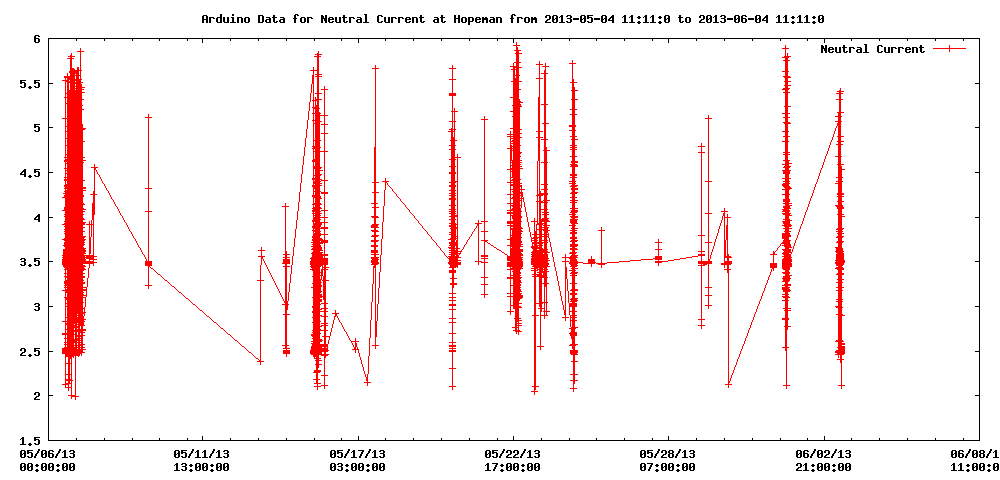 Arduino Data for Neutral Current at Hopeman from 2013-05-04 11:11:0 to 2013-06-04 11:11:0
Neutral Current
6
5.5
5
4.5
4
3.5
3
2.5
2
1.5
05/06/13 05/11/13 05/17/13 05/22/13 05/28/13 06/02/13 06/08/1
00:00:00 13:00:00 03:00:00 17:00:00 07:00:00 21:00:00 11:00:0